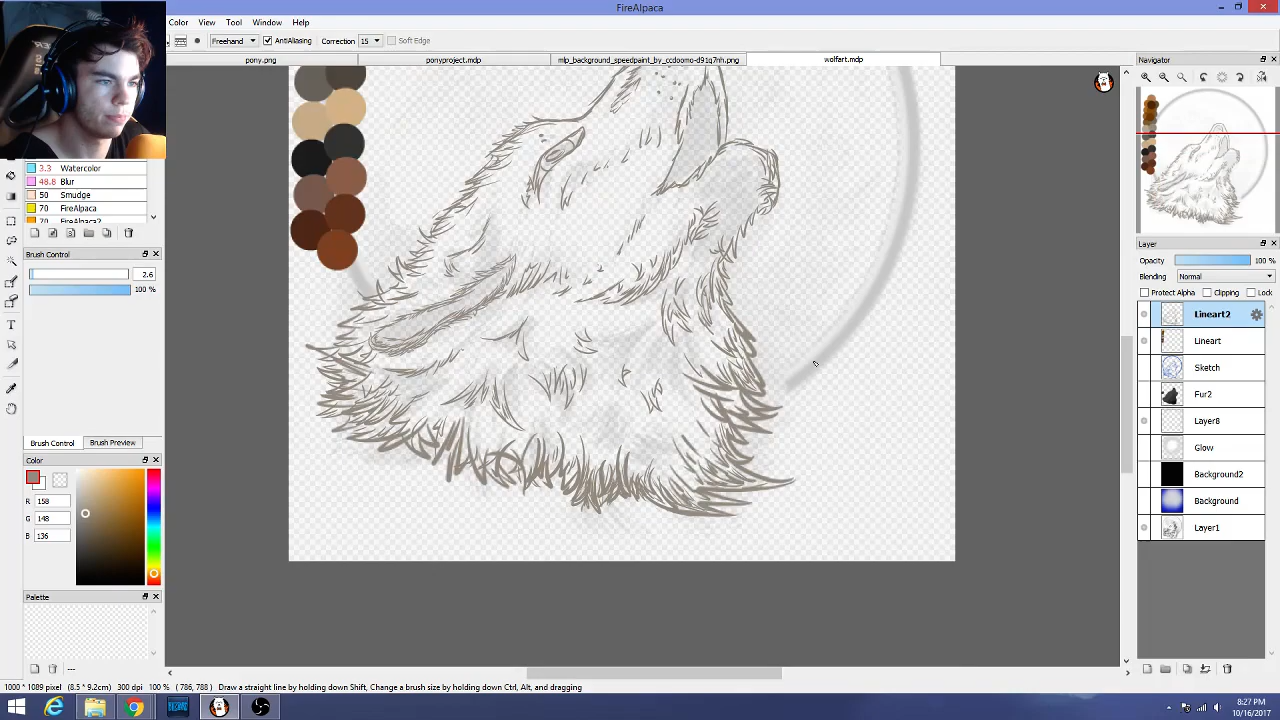 FireAlpaca
Color View Tool Window Help
Freehand AntiAliasing Correction 15 Soft Edge
pony.png ponyproject.mdp mlp_background_speedpaint_by_ccdoomo-d91q7nh.png wolfart.mdp
Navigator
3.3 Watercolor
48.8 Blur
50 Smudge
70 FireAlpaca
70 FireAlpaca2
Brush Control
2.6
100 %
Brush Control Brush Preview
Color
R 158
G 148
B 136
Palette
---
Layer
Opacity 100 %
Blending Normal
Protect Alpha Clipping Lock
Lineart2
Lineart
Sketch
Fur2
Layer8
Glow
Background2
Background
Layer1
1000 * 1089 pixel (8.5 * 9.2cm) 300 dpi 100 % ( 786, 788 ) Draw a straight line by holding down Shift, Change a brush size by holding down Ctrl, Alt, and dragging
8:27 PM
10/16/2017